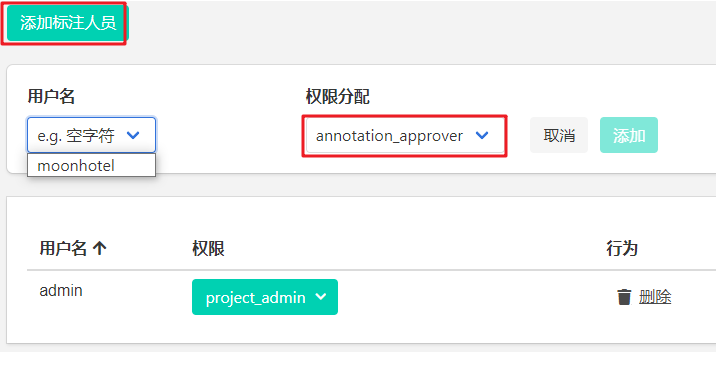 添加标注人员
用户名 权限分配
e.g. 空字符 annotation_approver 取消 添加
moonhotel
用户名 权限 行为
admin project_admin 删除